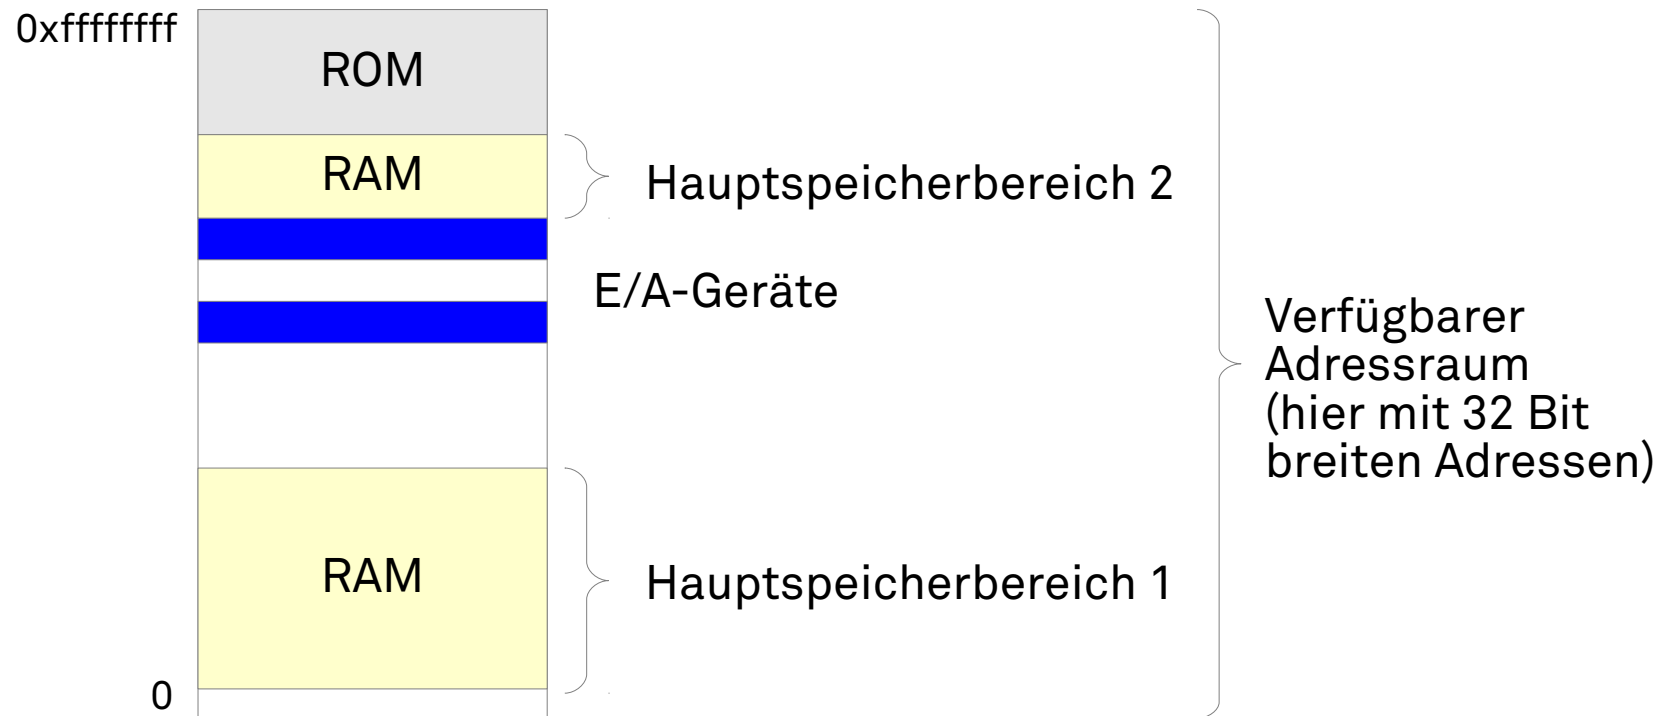 0xffffffff
ROM
RAM
Hauptspeicherbereich 2
E/A-Geräte
Verfügbarer
Adressraum
(hier mit 32 Bit
breiten Adressen)
RAM
Hauptspeicherbereich 1
0